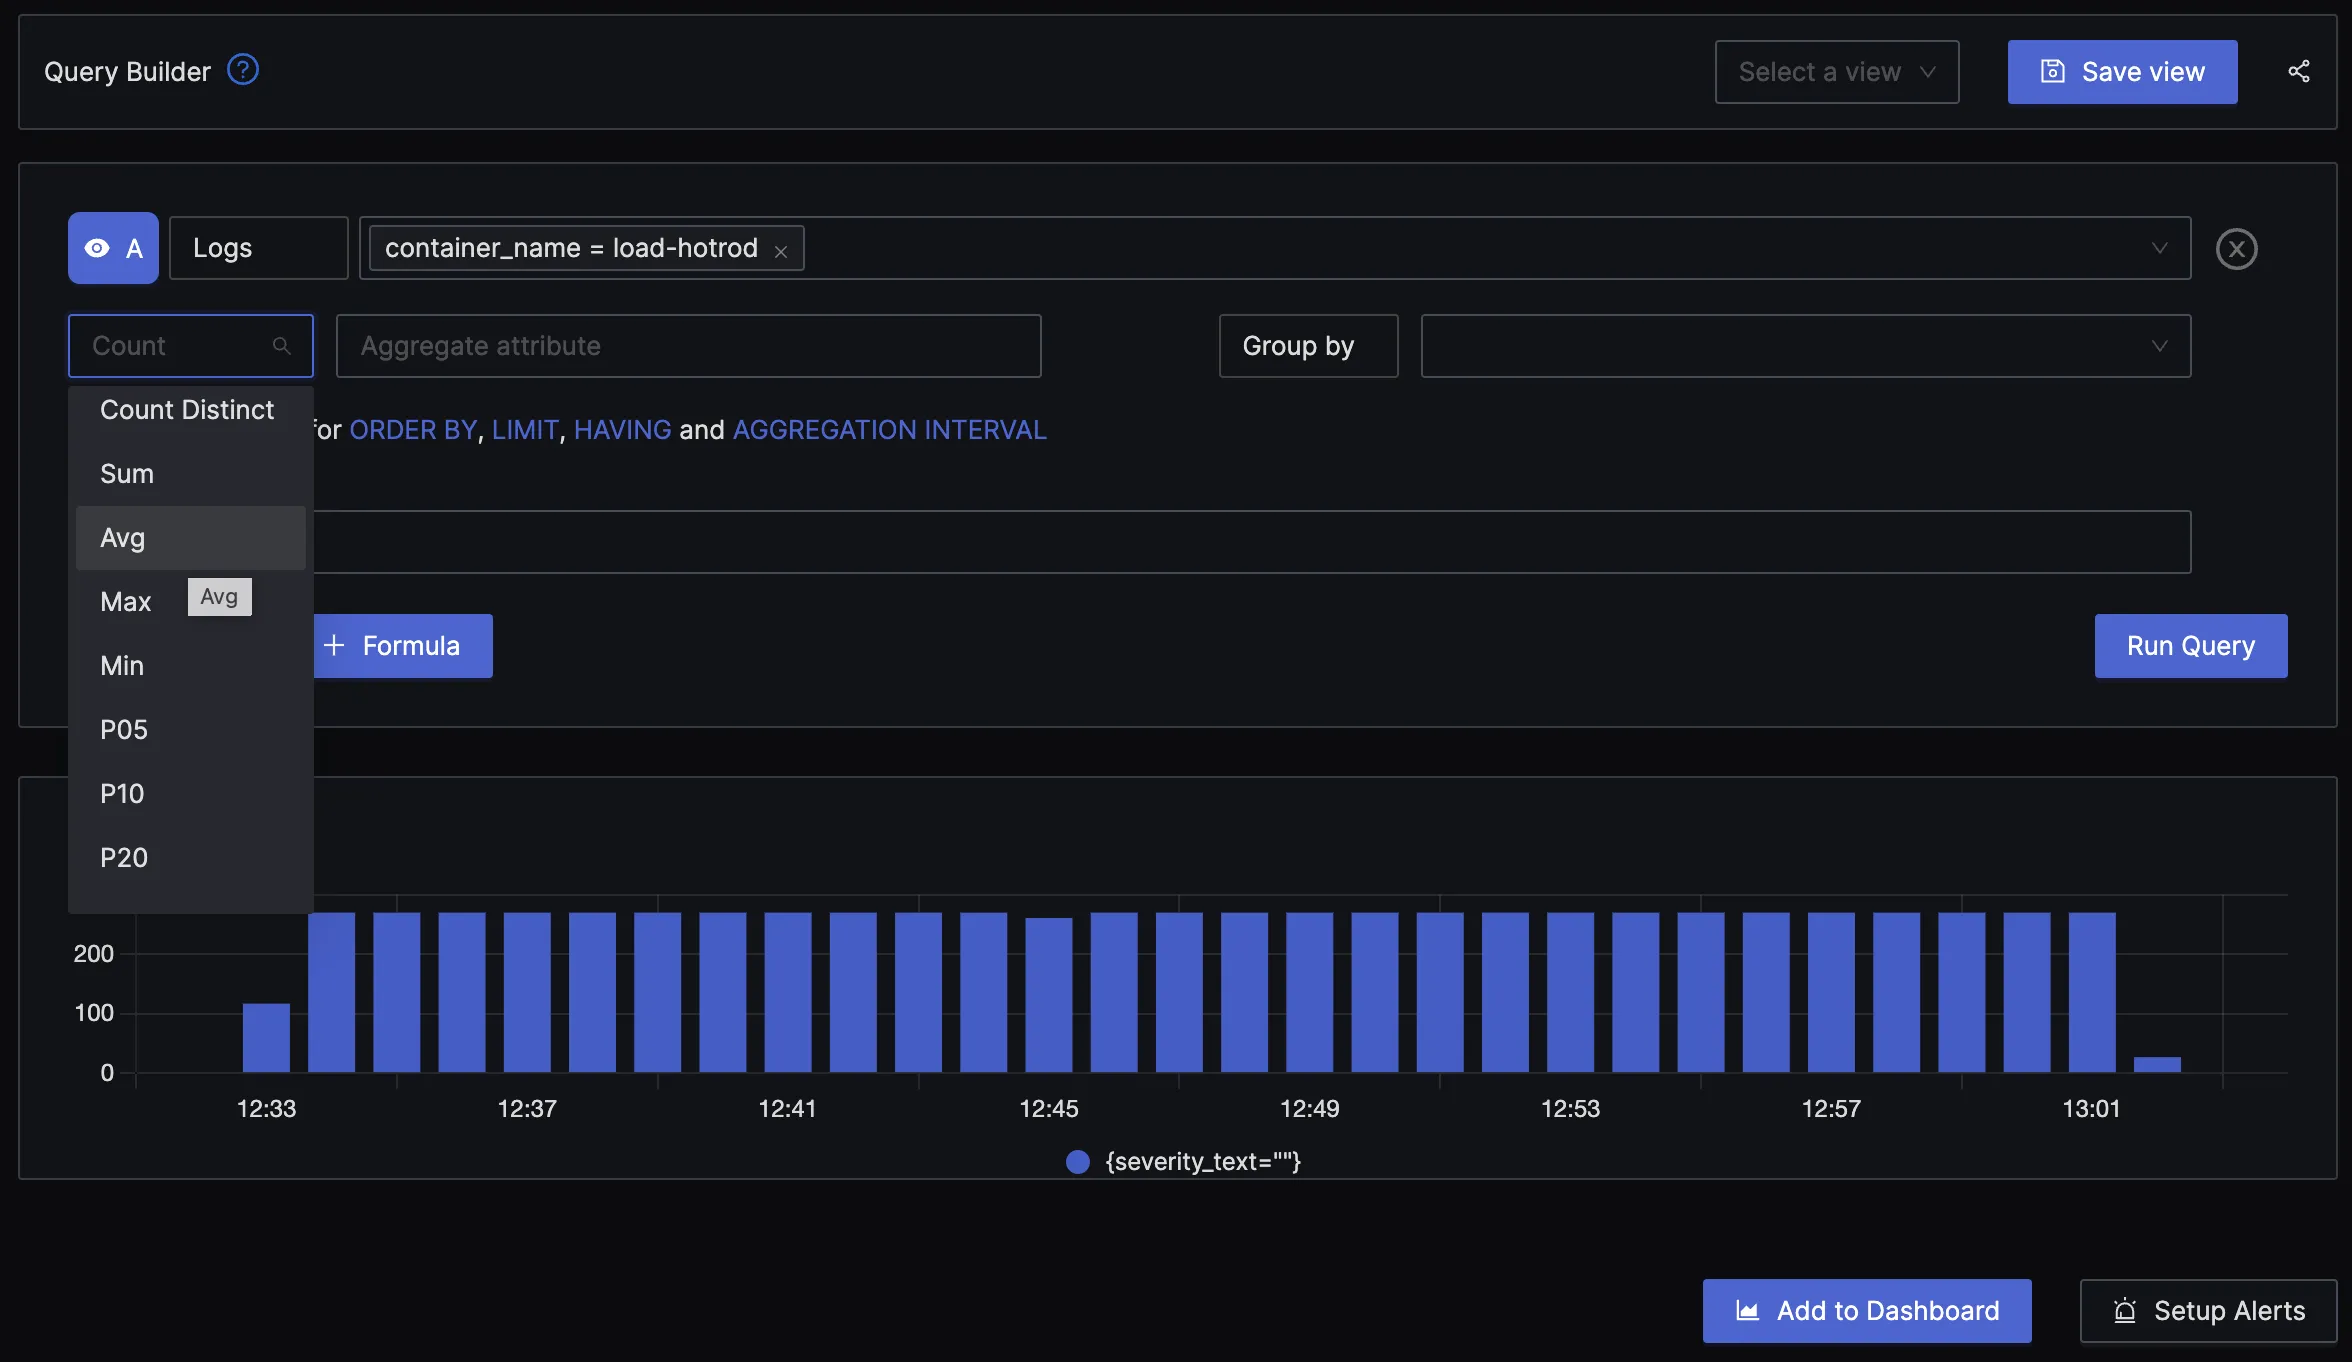 Query Builder ?
Select a view
Save view
A
Logs
container_name = load-hotrod ×
Count
Aggregate attribute
Group by
Count Distinct
for ORDER BY, LIMIT, HAVING and AGGREGATION INTERVAL
Sum
Avg
Max
Avg
Min
+ Formula
Run Query
P05
P10
P20
200
100
0
12:33 12:37 12:41 12:45 12:49 12:53 12:57 13:01
{severity_text=""}
Add to Dashboard
Setup Alerts